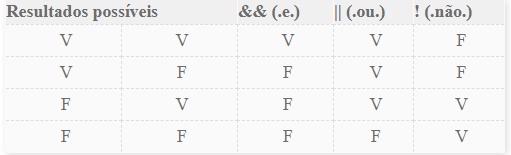 Resultados possíveis && (.e.) || (.ou.) ! (.não.)
V V V V F
V F F V F
F V F V V
F F F F V